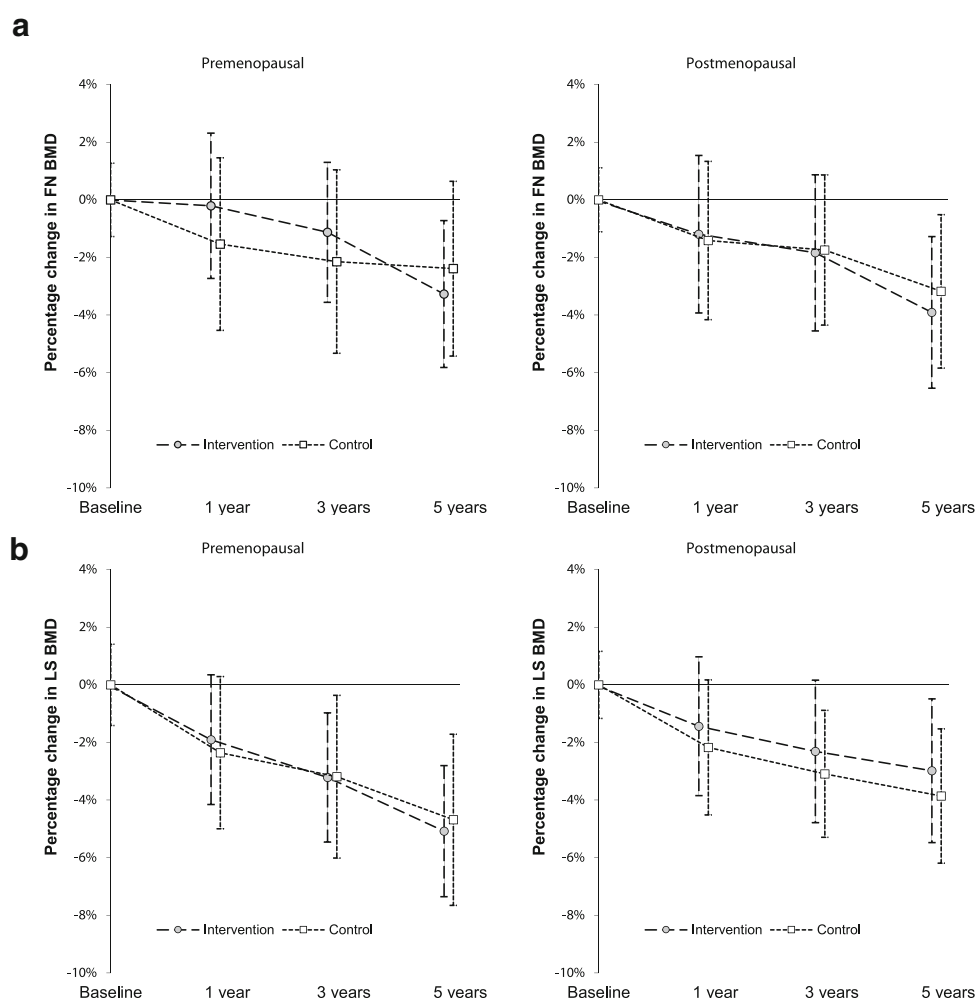 a
Premenopausal
Postmenopausal
Percentage change in FN BMD
4%
2%
0%
-2%
-4%
-6%
-8%
-10%
Intervention
Control
Baseline
1 year
3 years
5 years
Percentage change in FN BMD
4%
2%
0%
-2%
-4%
-6%
-8%
-10%
Intervention
Control
Baseline
1 year
3 years
5 years
b
Premenopausal
Postmenopausal
Percentage change in LS BMD
4%
2%
0%
-2%
-4%
-6%
-8%
-10%
Intervention
Control
Baseline
1 year
3 years
5 years
Percentage change in LS BMD
4%
2%
0%
-2%
-4%
-6%
-8%
-10%
Intervention
Control
Baseline
1 year
3 years
5 years